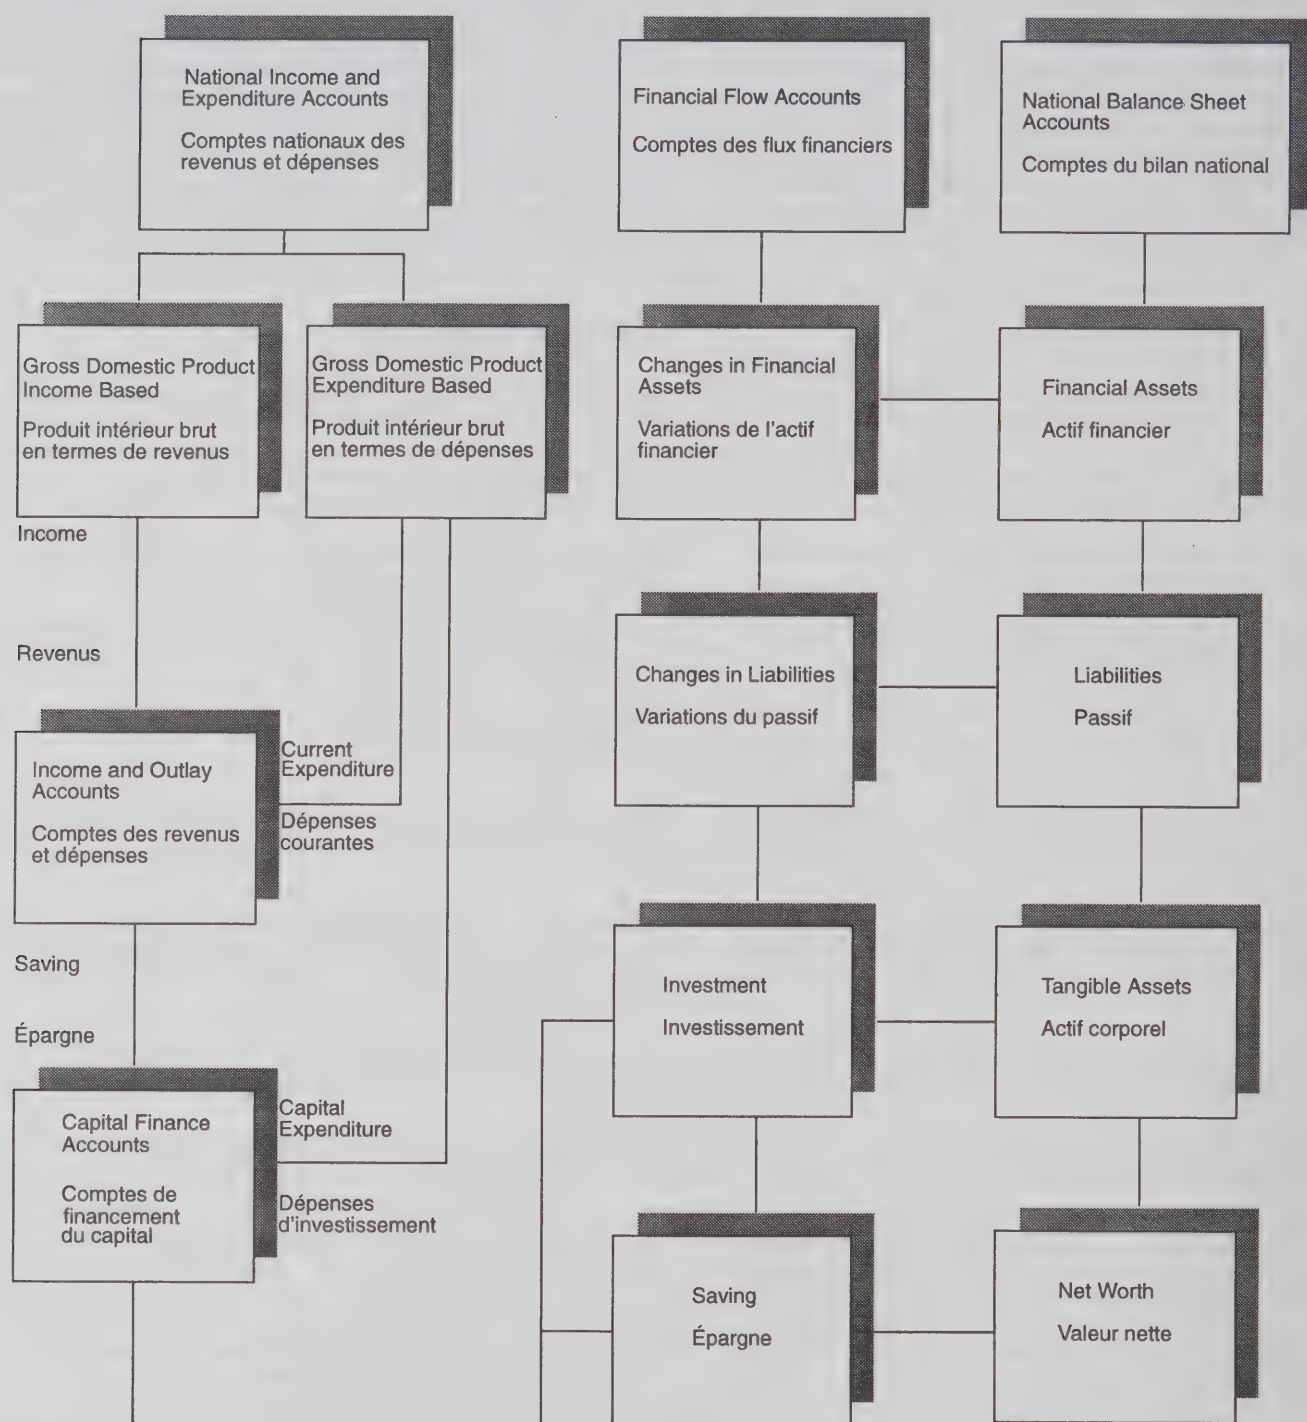 National Income and
Expenditure Accounts
Comptes nationaux des
revenus et dépenses
Financial Flow Accounts
Comptes des flux financiers
National Balance Sheet
Accounts
Comptes du bilan national
Gross Domestic Product
Income Based
Produit intérieur brut
en termes de revenus
Gross Domestic Product
Expenditure Based
Produit intérieur brut
en termes de dépenses
Changes in Financial
Assets
Variations de l'actif
financier
Financial Assets
Actif financier
Income
Revenus
Changes in Liabilities
Variations du passif
Liabilities
Passif
Income and Outlay
Accounts
Comptes des revenus
et dépenses
Current
Expenditure
Dépenses
courantes
Saving
Épargne
Investment
Investissement
Tangible Assets
Actif corporel
Capital Finance
Accounts
Comptes de
financement
du capital
Capital
Expenditure
Dépenses
d'investissement
Saving
Épargne
Net Worth
Valeur nette